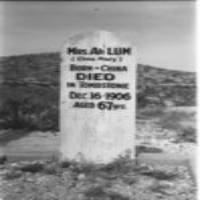 Mrs. Ah Lum
(China Mary)
Born - China
DIED
in Tombstone
Dec. 16-1906
Aged 67 yrs.